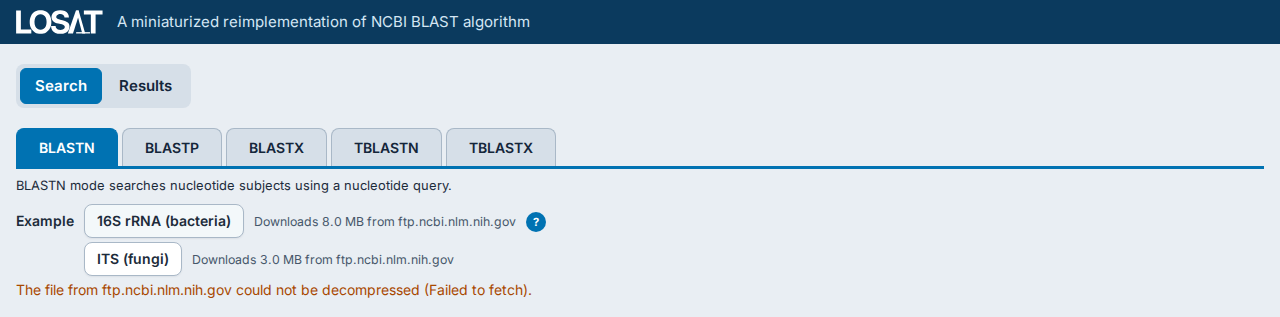 LOSAT A miniaturized reimplementation of NCBI BLAST algorithm
Search Results
BLASTN BLASTP BLASTX TBLASTN TBLASTX
BLASTN mode searches nucleotide subjects using a nucleotide query.
Example 16S rRNA (bacteria) Downloads 8.0 MB from ftp.ncbi.nlm.nih.gov ?
ITS (fungi) Downloads 3.0 MB from ftp.ncbi.nlm.nih.gov
The file from ftp.ncbi.nlm.nih.gov could not be decompressed (Failed to fetch).